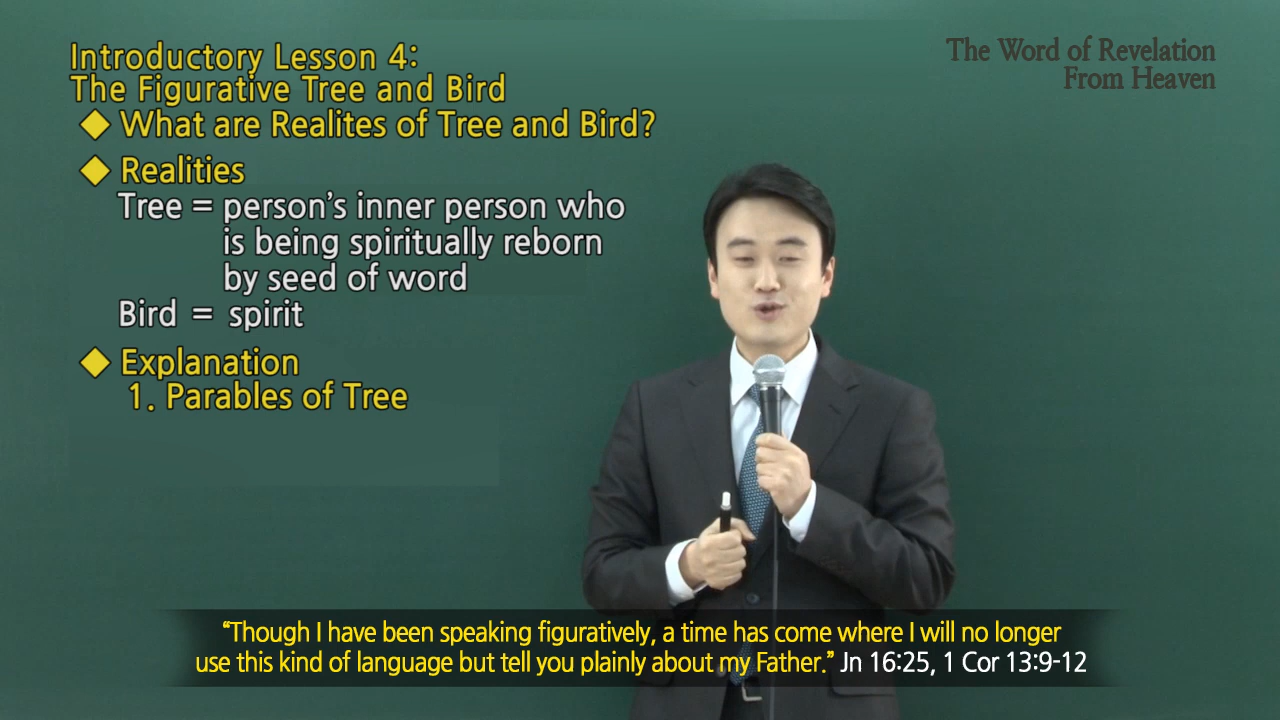 Introductory Lesson 4:
The Figurative Tree and Bird
◆ What are Realites of Tree and Bird?
◆ Realities
Tree = person's inner person who
is being spiritually reborn
by seed of word
Bird = spirit
◆ Explanation
1. Parables of Tree
The Word of Revelation
From Heaven
“Though I have been speaking figuratively, a time has come where I will no longer
use this kind of language but tell you plainly about my Father.” Jn 16:25, 1 Cor 13:9-12